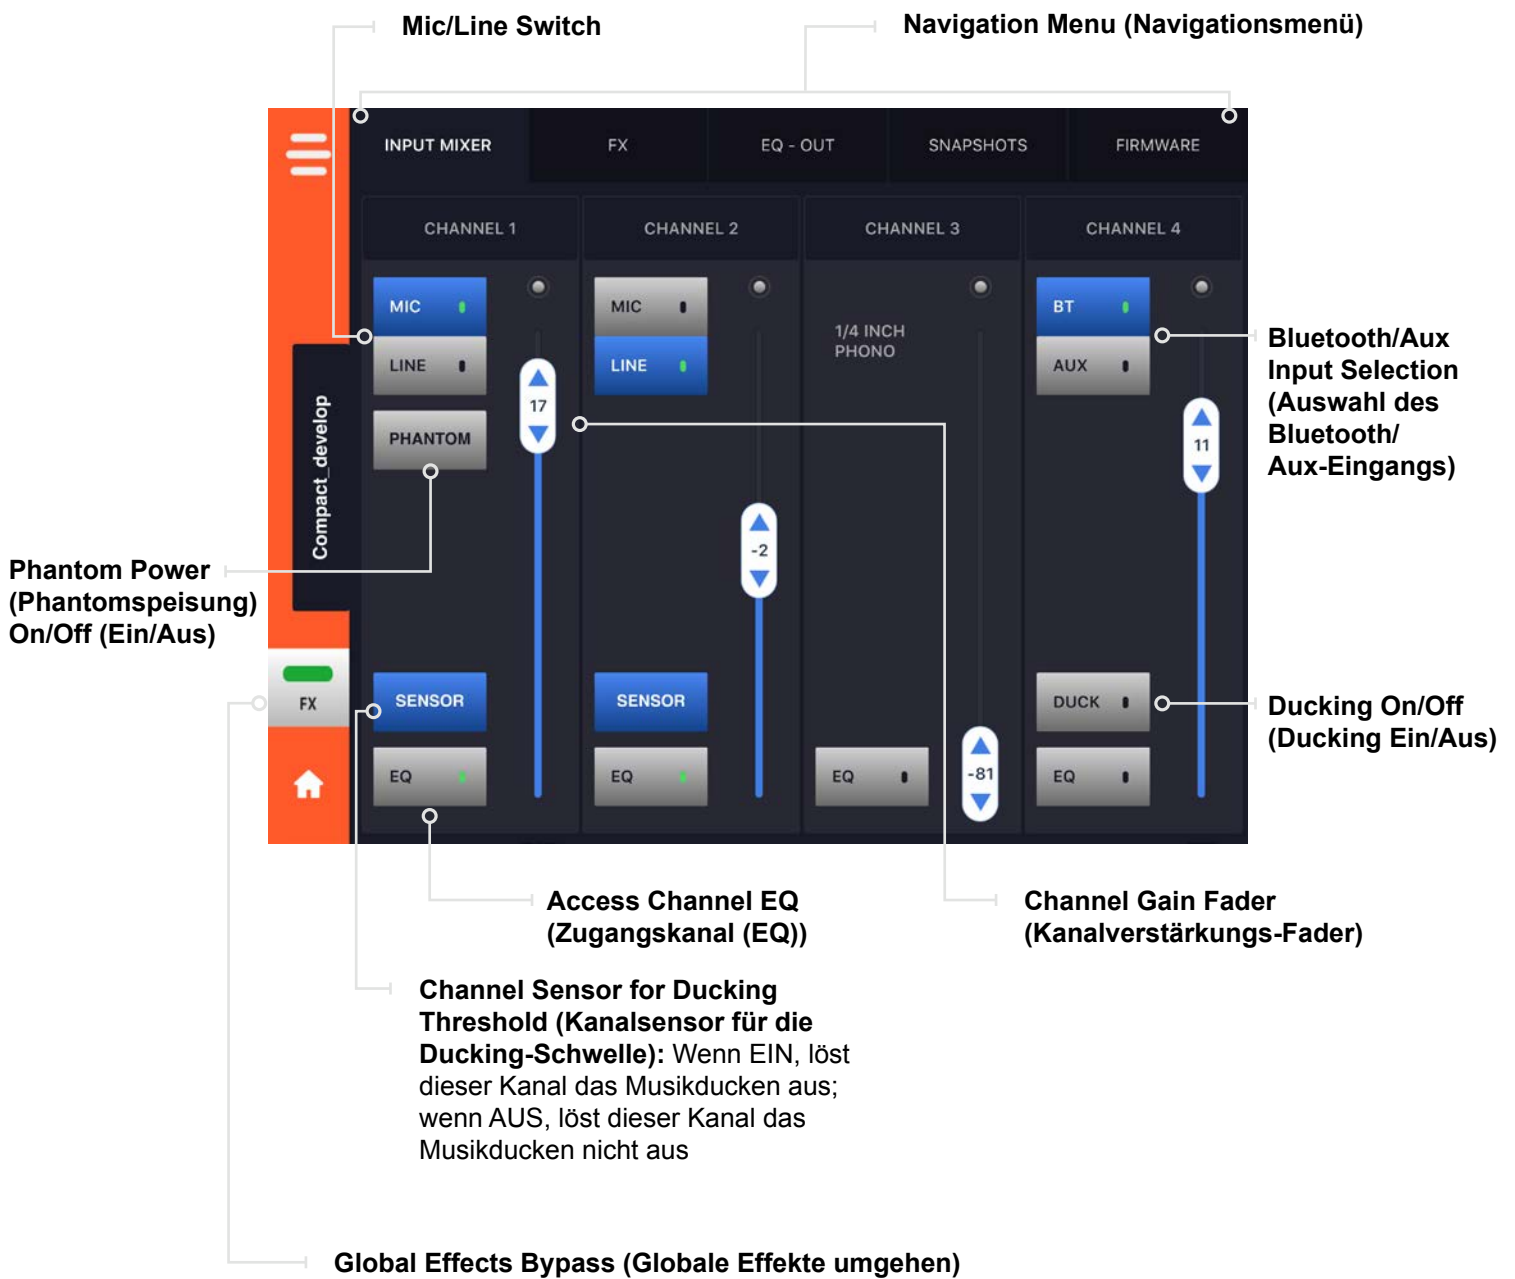 Mic/Line Switch
Navigation Menu (Navigationsmenü)
INPUT MIXER
FX
EQ - OUT
SNAPSHOTS
FIRMWARE
CHANNEL 1
CHANNEL 2
CHANNEL 3
CHANNEL 4
MIC
LINE
PHANTOM
17
SENSOR
EQ
MIC
LINE
-2
SENSOR
EQ
1/4 INCH
PHONO
-81
EQ
BT
AUX
11
DUCK
EQ
Compact_develop
FX
Bluetooth/Aux
Input Selection
(Auswahl des
Bluetooth/
Aux-Eingangs)
Phantom Power
(Phantomspeisung)
On/Off (Ein/Aus)
Ducking On/Off
(Ducking Ein/Aus)
Access Channel EQ
(Zugangskanal (EQ))
Channel Gain Fader
(Kanalverstärkungs-Fader)
Channel Sensor for Ducking
Threshold (Kanalsensor für die
Ducking-Schwelle): Wenn EIN, löst
dieser Kanal das Musikducken aus;
wenn AUS, löst dieser Kanal das
Musikducken nicht aus
Global Effects Bypass (Globale Effekte umgehen)